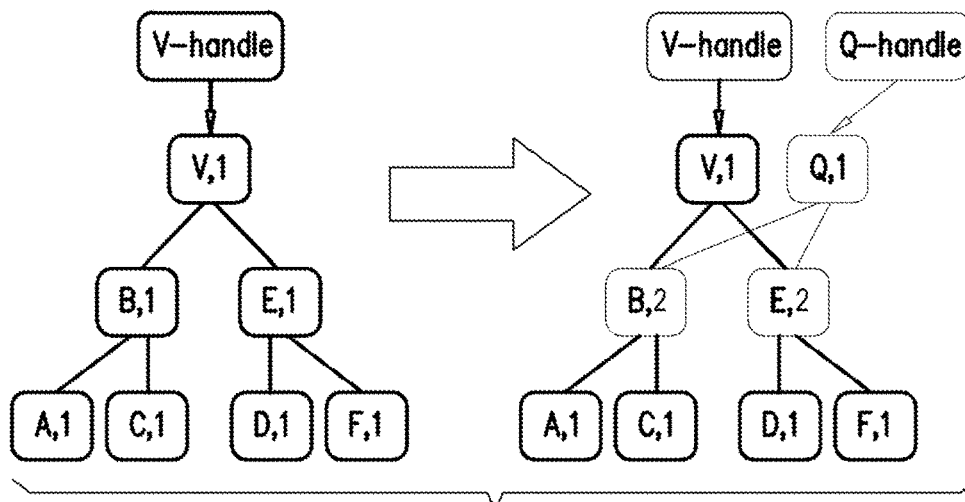 V-handle V-handle Q-handle
V,1 V,1 Q,1
B,1 E,1 B,2 E,2
A,1 C,1 D,1 F,1 A,1 C,1 D,1 F,1